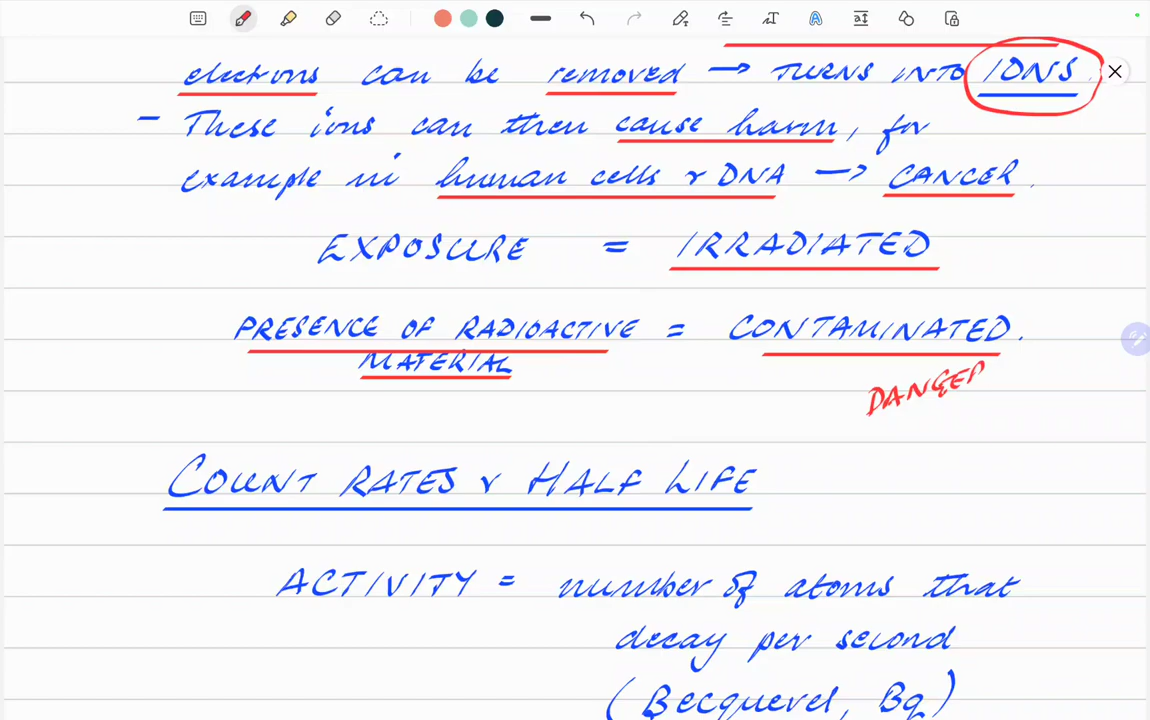 electrons can be removed → TURNS INTO IONS.
- These ions can then cause harm, for
example in human cells & DNA → CANCER.
EXPOSURE = IRRADIATED
PRESENCE OF RADIOACTIVE = CONTAMINATED.
MATERIAL
DANGER
COUNT RATES & HALF LIFE
ACTIVITY = number of atoms that
decay per second
(Becquerel, Bq)